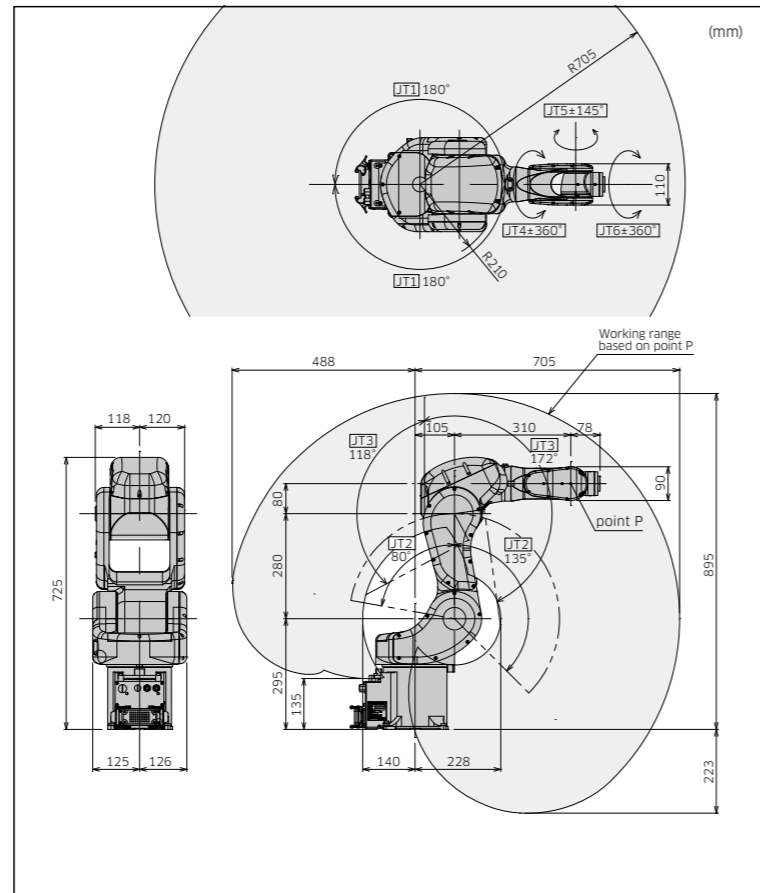 (mm)
R705
JT1 180°
JT5±145°
110
JT4±360°
JT6±360°
R210
JT1 180°
Working range
based on point P
488
705
118
120
105
310
78
JT3
118°
JT3
172°
80
90
point P
JT2
80°
JT2
135°
280
725
895
295
135
125
126
140
228
223